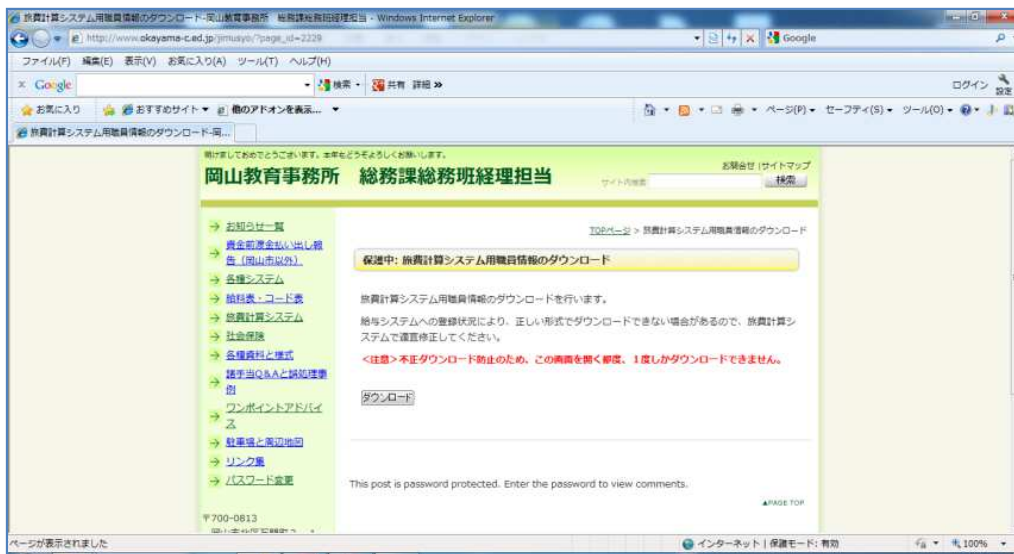 旅費計算システム用職員情報のダウンロード-岡山教育事務所 総務課総務班経理担当 - Windows Internet Explorer
http://www.okayama-c.ed.jp/jimusyo/?page_id=2229
Google
ファイル(F) 編集(E) 表示(V) お気に入り(A) ツール(T) ヘルプ(H)
x Google 検索 共有 詳細 » ログイン 設定
お気に入り おすすめサイト 他のアドオンを表示... ページ(P) セーフティ(S) ツール(O)
旅費計算システム用職員情報のダウンロード-岡...
明けましておめでとうございます。本年もどうぞよろしくお願いします。
岡山教育事務所 総務課総務班経理担当
お問合せ | サイトマップ
サイト内検索 検索
お知らせ一覧
資金前渡金払い出し報告(岡山市以外)
各種システム
給料表・コード表
旅費計算システム
社会保険
各種資料と様式
諸手当Q&Aと誤処理事例
ワンポイントアドバイス
駐車場と周辺地図
リンク集
パスワード変更
〒700-0813
TOPページ > 旅費計算システム用職員情報のダウンロード
保護中: 旅費計算システム用職員情報のダウンロード
旅費計算システム用職員情報のダウンロードを行います。
給与システムへの登録状況により、正しい形式でダウンロードできない場合があるので、旅費計算シ
ステムで適宜修正してください。
<注意>不正ダウンロード防止のため、この画面を開く都度、1度しかダウンロードできません。
ダウンロード
This post is password protected. Enter the password to view comments.
▲PAGE TOP
ページが表示されました インターネット | 保護モード: 有効 100%